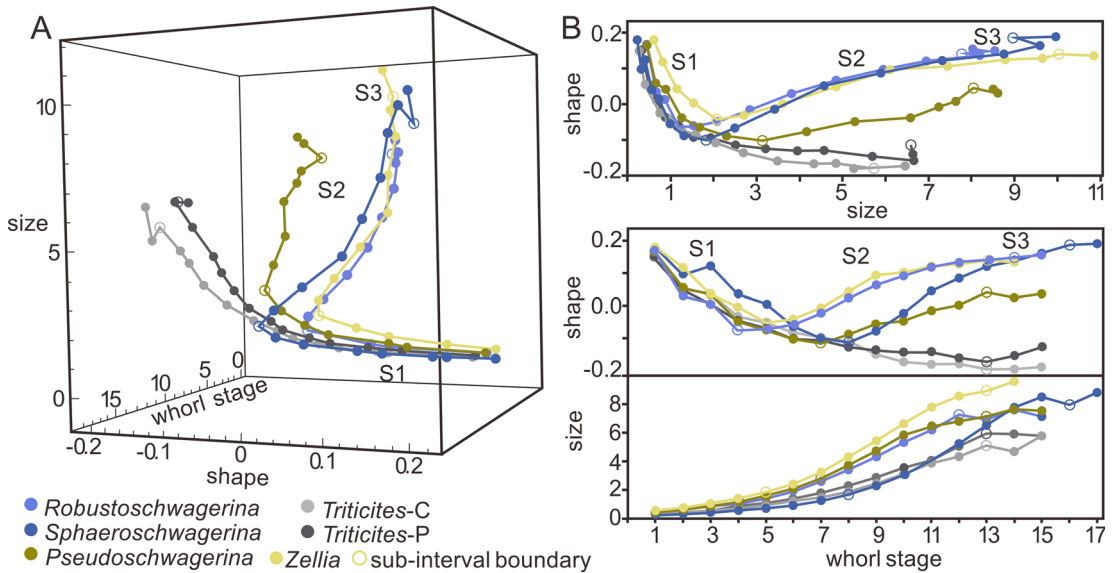 A
S3
10
S2
size
5
0
0
5
10
15
whorl stage
S1
-0.2
-0.1
0
0.1
0.2
shape
B
0.2
0.0
-0.2
shape
S1
S2
S3
1
3
5
7
9
11
size
0.2
0.0
-0.2
shape
S1
S2
S3
8
6
4
2
0
size
1
3
5
7
9
11
13
15
17
whorl stage
Robustoschwagerina
Triticites-C
Sphaeroschwagerina
Triticites-P
Pseudoschwagerina
Zellia
sub-interval boundary